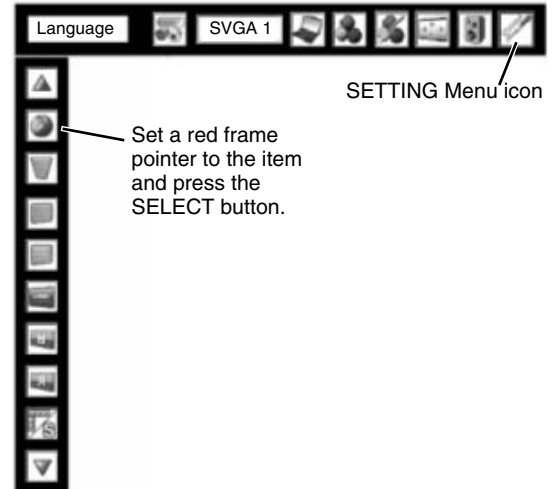 Language
SVGA 1
SETTING Menu icon
Set a red frame
pointer to the item
and press the
SELECT button.
S